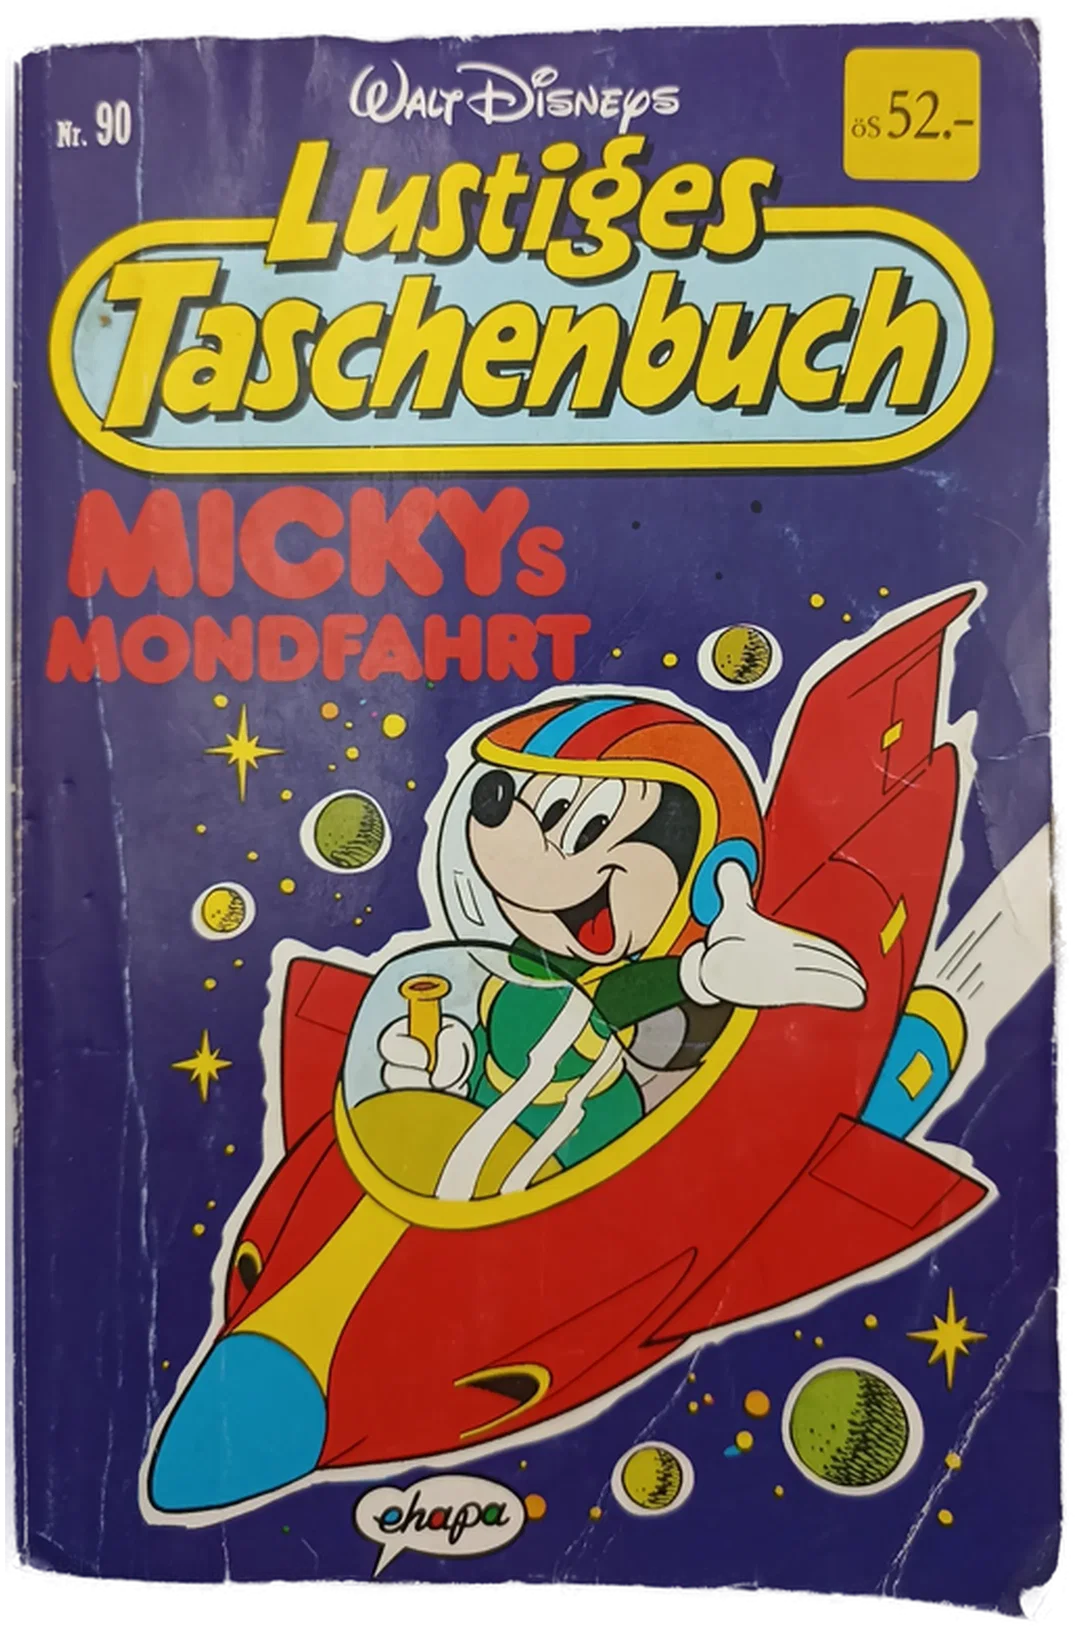 Nr. 90
WALT DISNEYS
öS 52.-
Lustiges
Taschenbuch
MICKYs
MONDFAHRT
ehapa